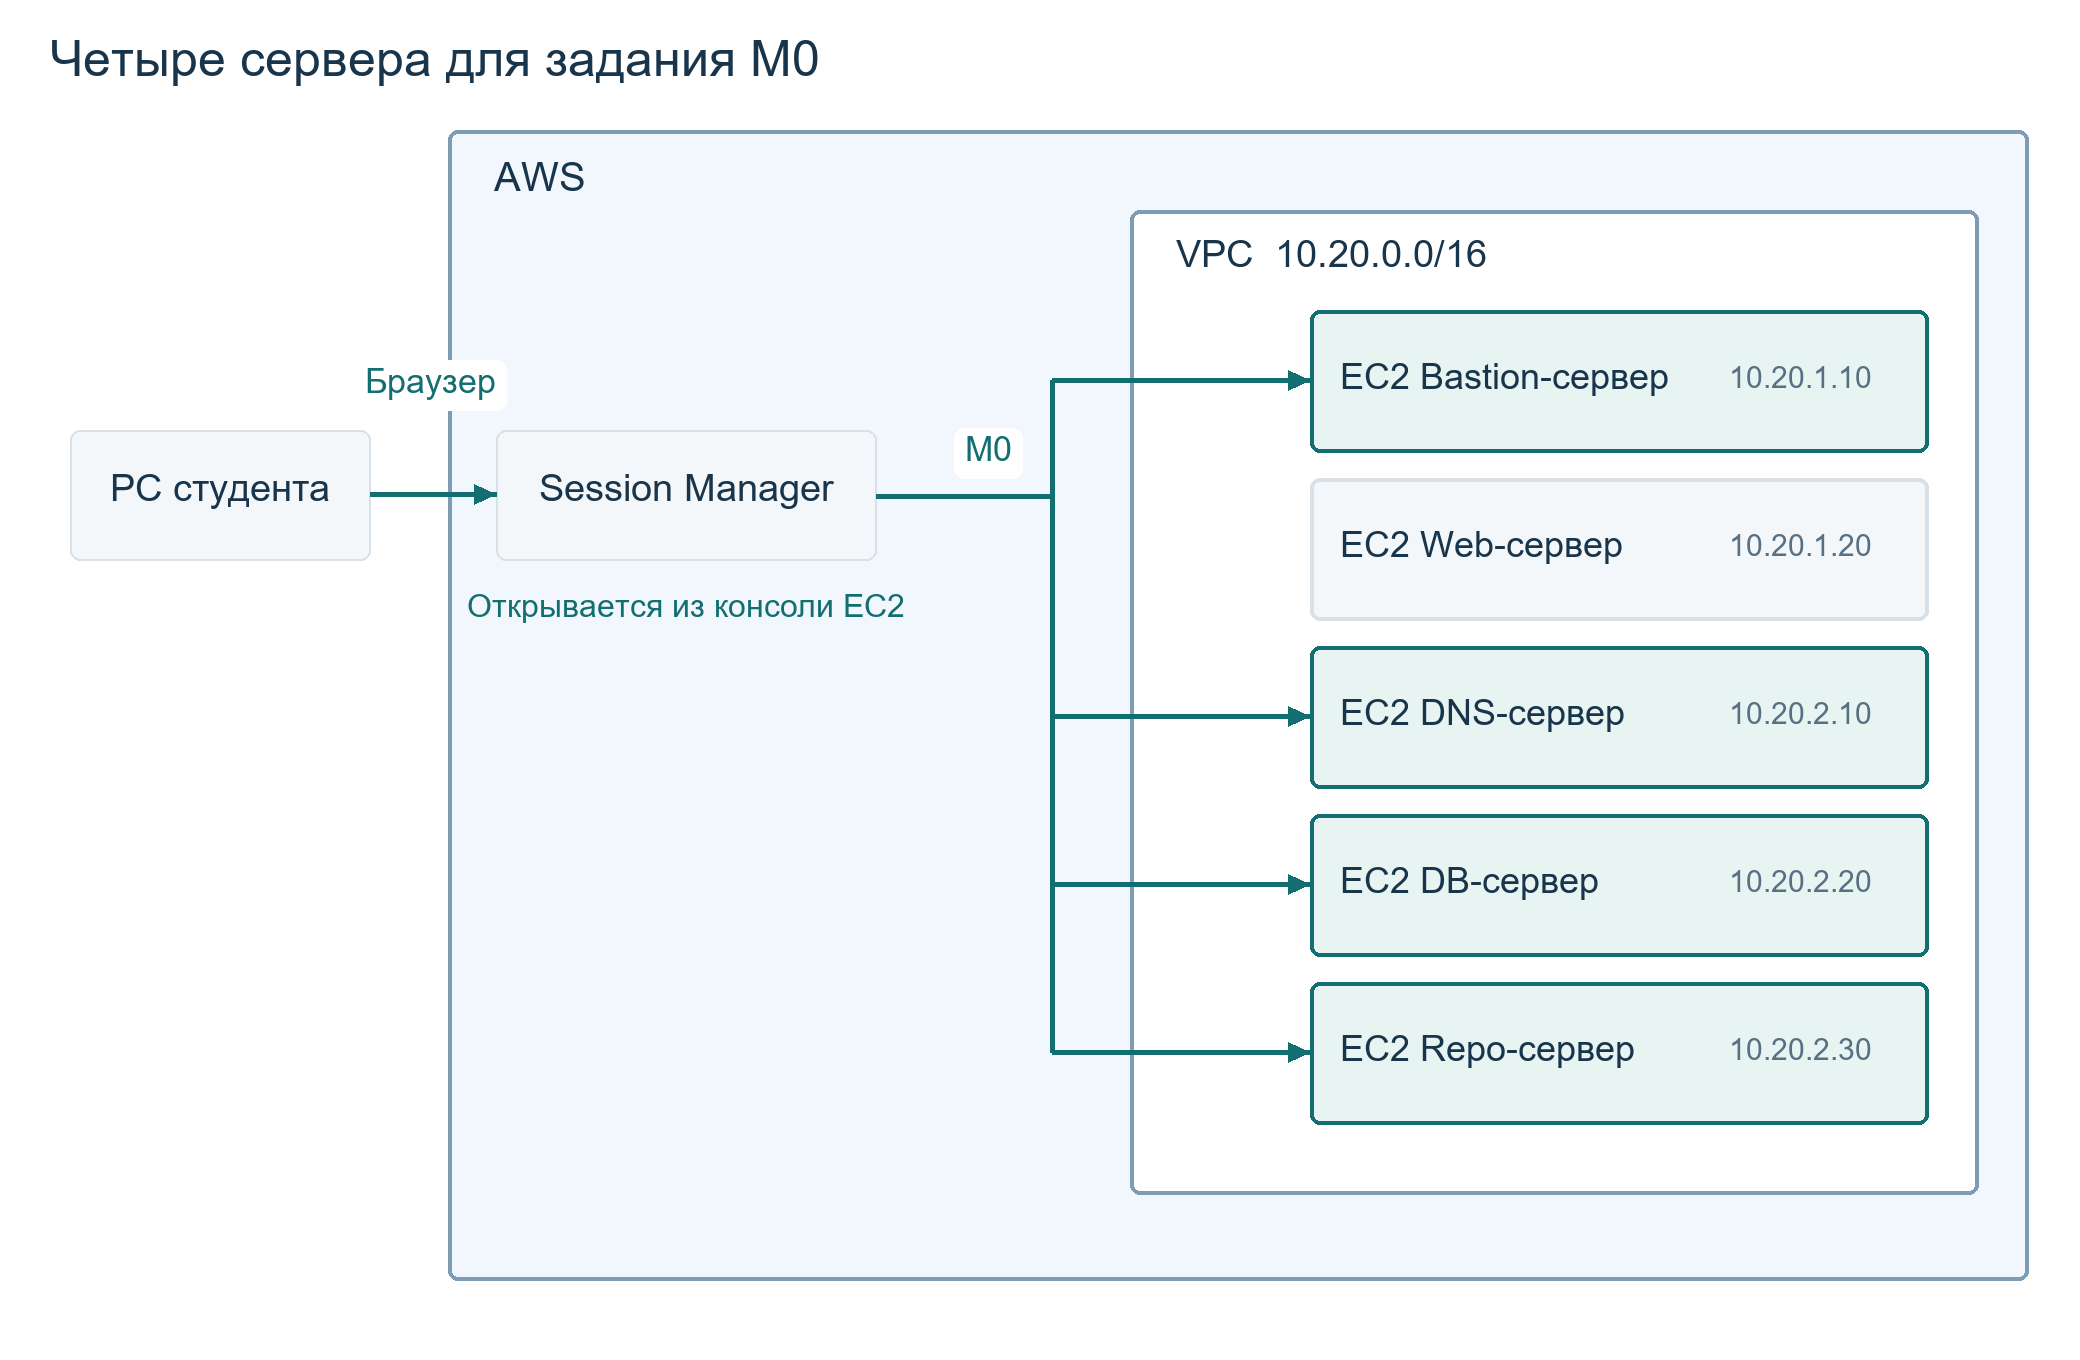 Четыре сервера для задания M0
AWS
VPC 10.20.0.0/16
Браузер
PC студента
Session Manager
M0
Открывается из консоли EC2
EC2 Bastion-сервер 10.20.1.10
EC2 Web-сервер 10.20.1.20
EC2 DNS-сервер 10.20.2.10
EC2 DB-сервер 10.20.2.20
EC2 Repo-сервер 10.20.2.30